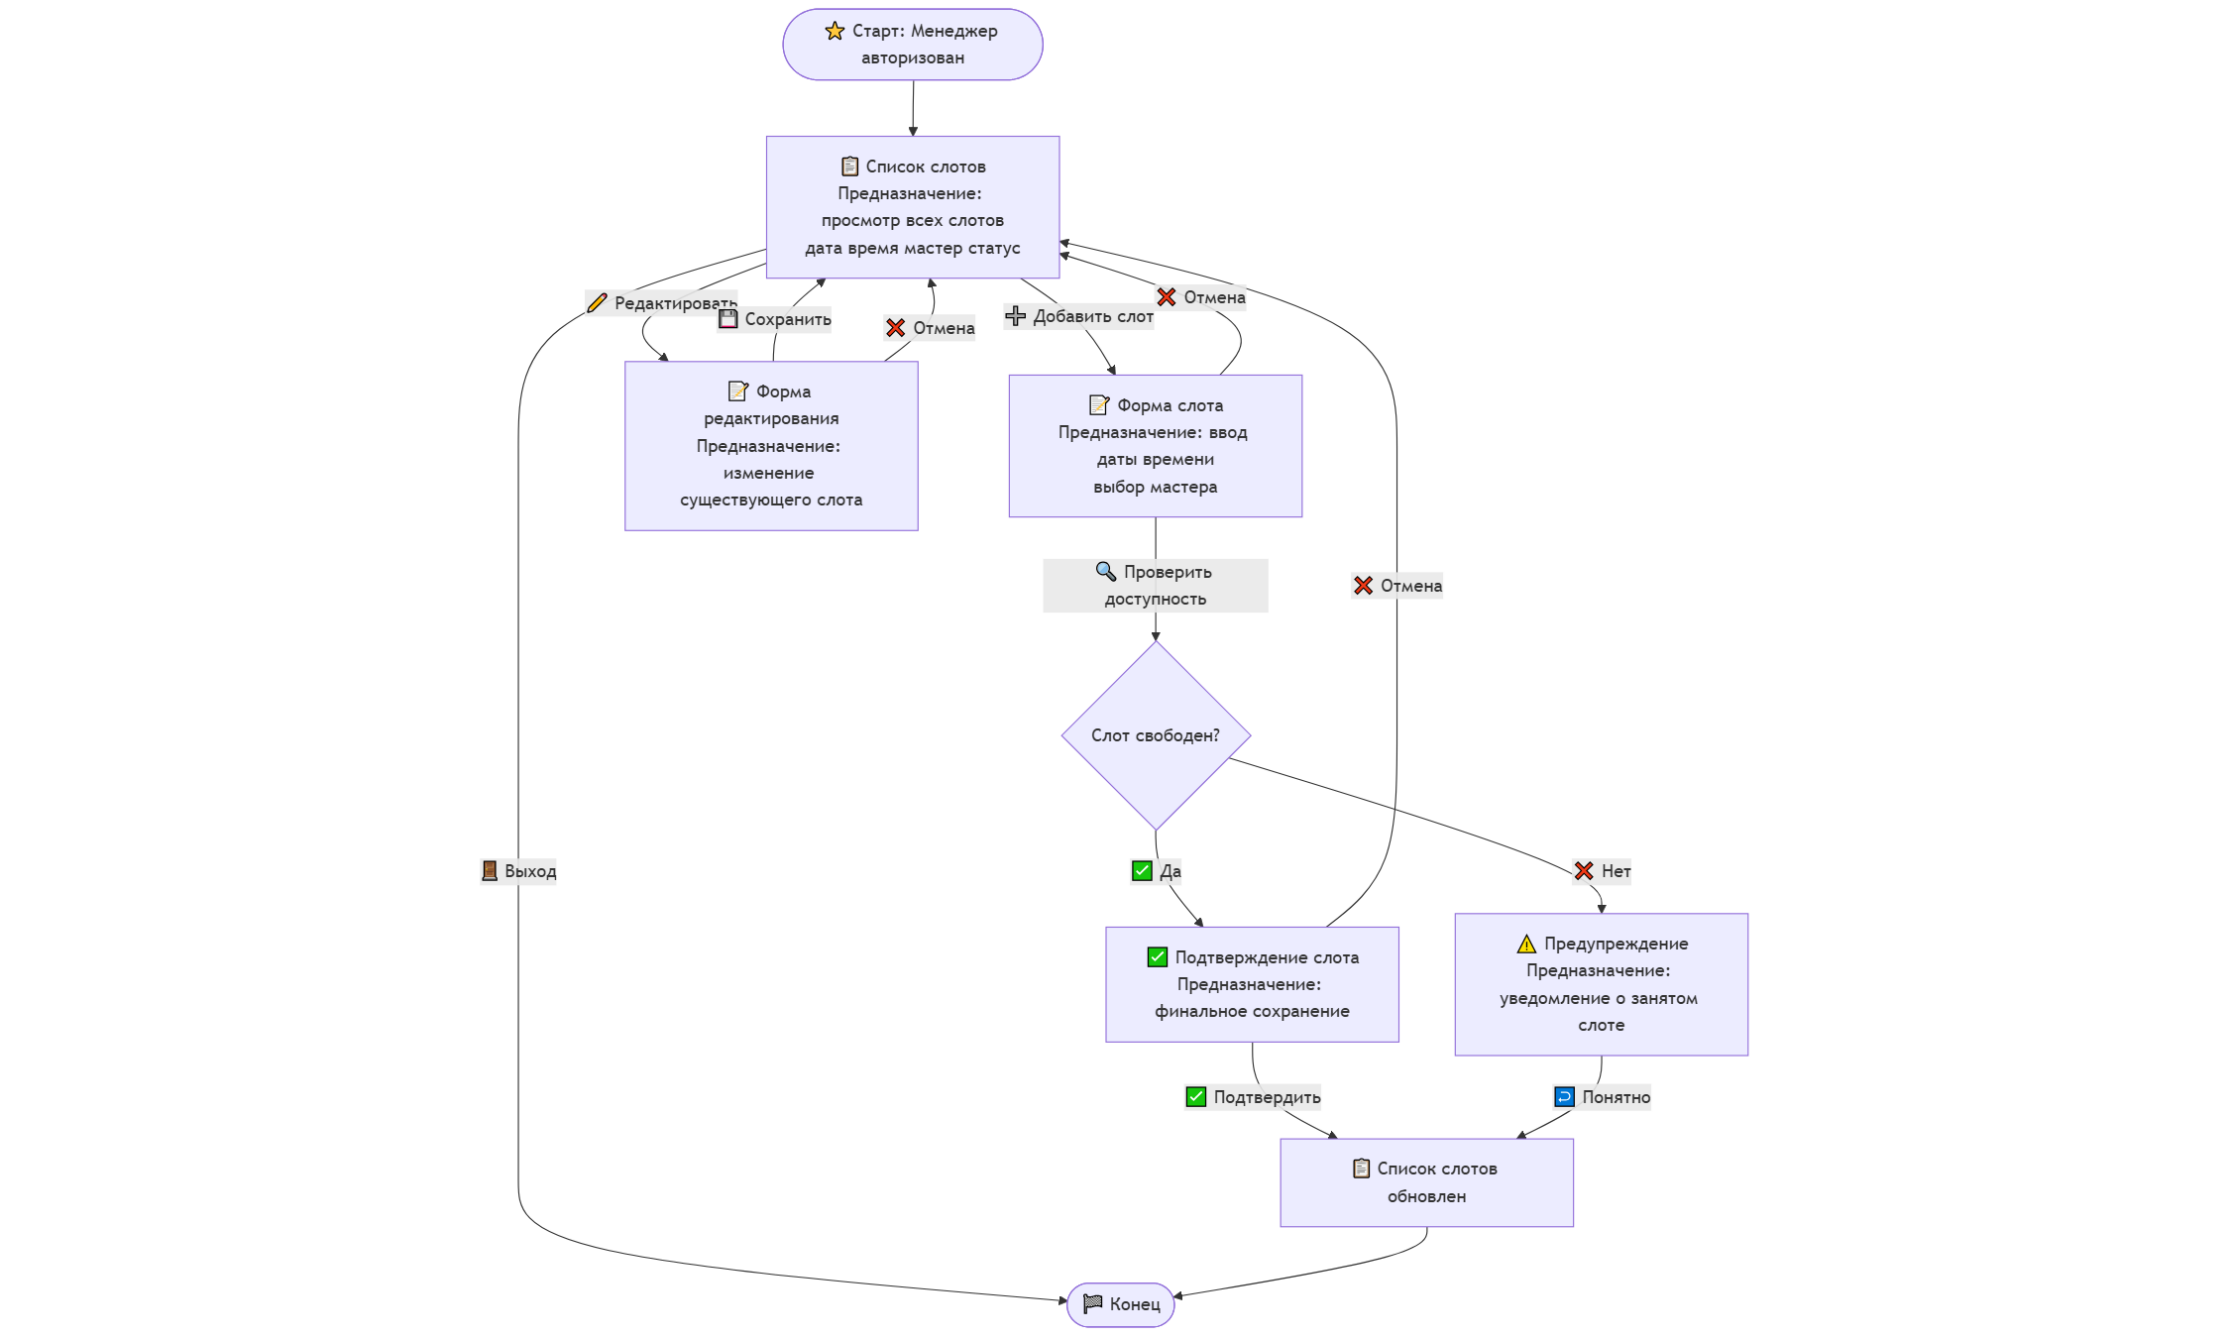 ⭐ Старт: Менеджер
авторизован
📋 Список слотов
Предназначение:
просмотр всех слотов
дата время мастер статус
✏️ Редактировать
💾 Сохранить
❌ Отмена
➕ Добавить слот
❌ Отмена
📝 Форма
редактирования
Предназначение:
изменение
существующего слота
📝 Форма слота
Предназначение: ввод
даты времени
выбор мастера
🔍 Проверить
доступность
❌ Отмена
Слот свободен?
🚪 Выход
✅ Да
❌ Нет
✅ Подтверждение слота
Предназначение:
финальное сохранение
⚠️ Предупреждение
Предназначение:
уведомление о занятом
слоте
✅ Подтвердить
↩️ Понятно
📋 Список слотов
обновлен
🏁 Конец